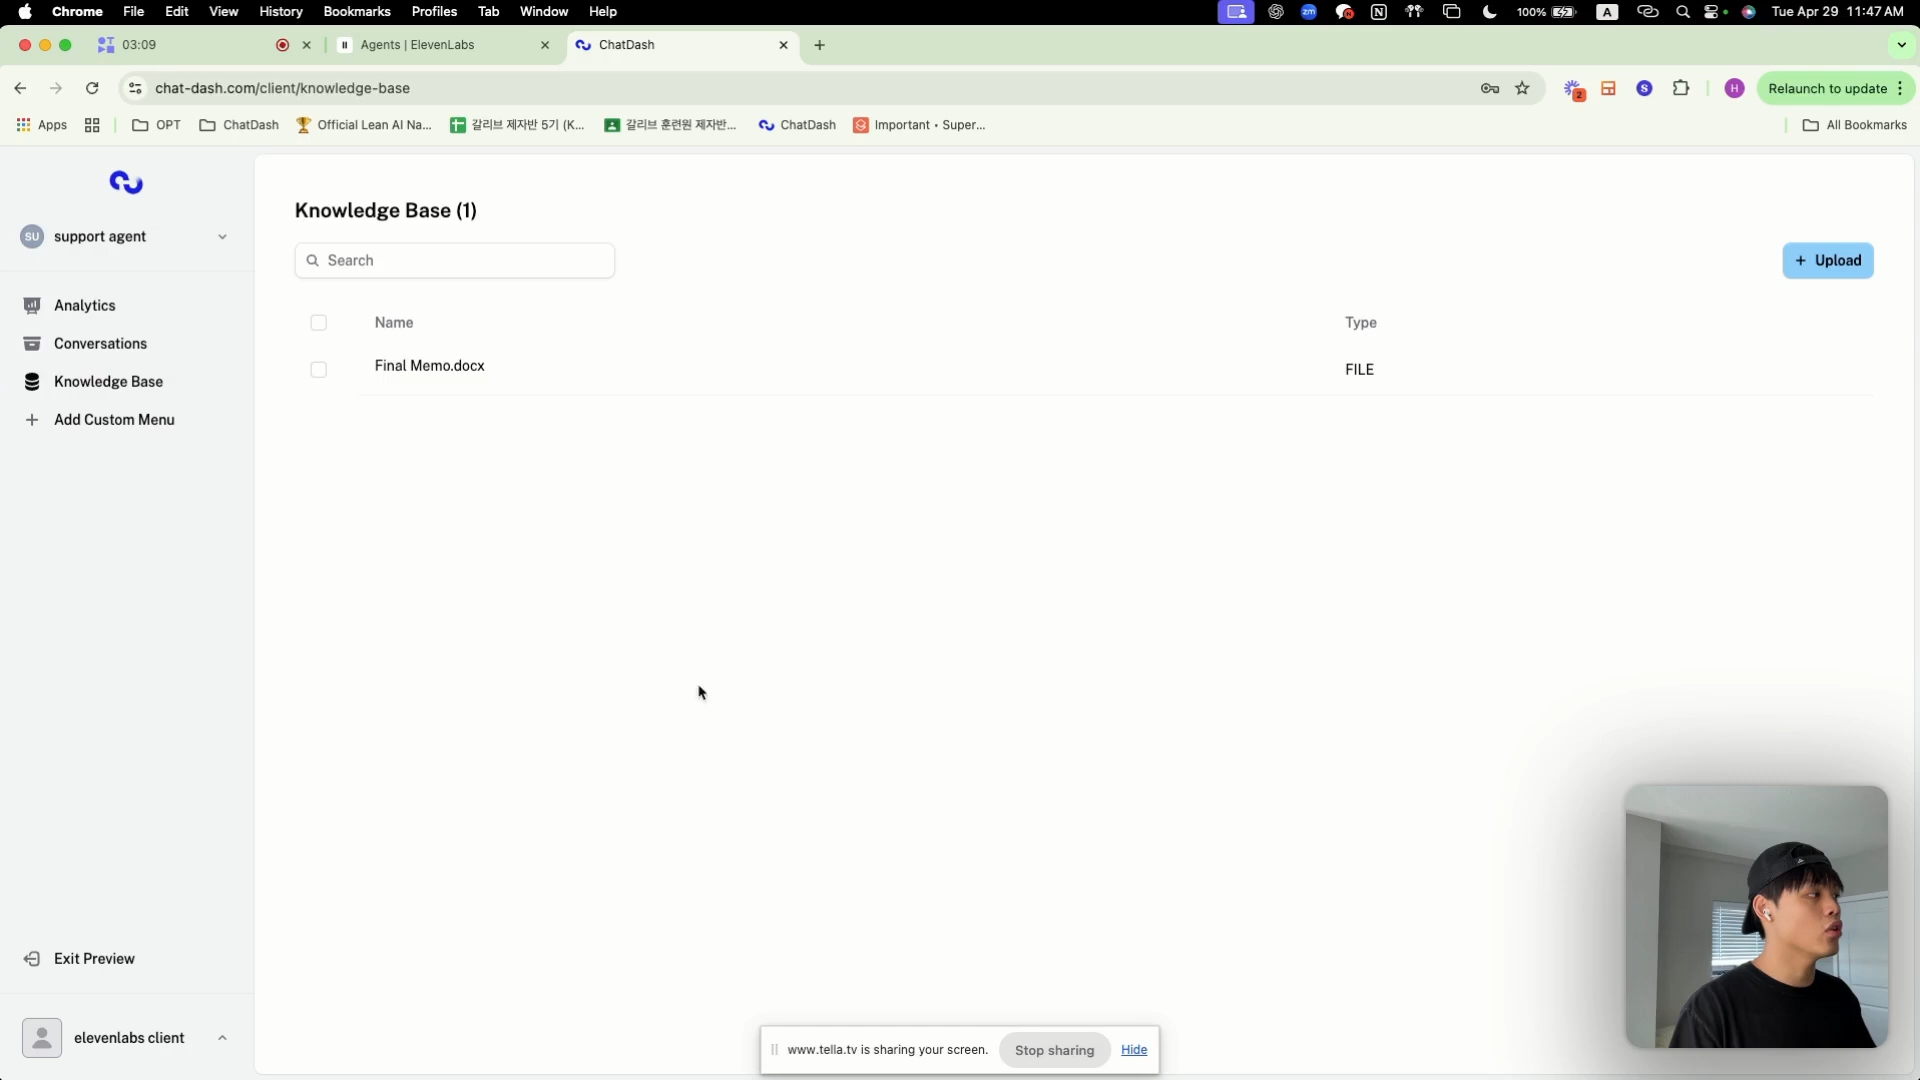 Chrome File Edit View History Bookmarks Profiles Tab Window Help zm N 100% A Tue Apr 29 11:47 AM
03:09 Agents | ElevenLabs ChatDash
chat-dash.com/client/knowledge-base 2 S H Relaunch to update
Apps OPT ChatDash Official Lean AI Na... 갈리브 제자반 5기 (K... 갈리브 훈련원 제자반... ChatDash Important • Super... All Bookmarks
SU support agent
Analytics
Conversations
Knowledge Base
Add Custom Menu
Exit Preview
elevenlabs client
Knowledge Base (1)
Search
+ Upload
Name Type
Final Memo.docx FILE
www.tella.tv is sharing your screen. Stop sharing Hide